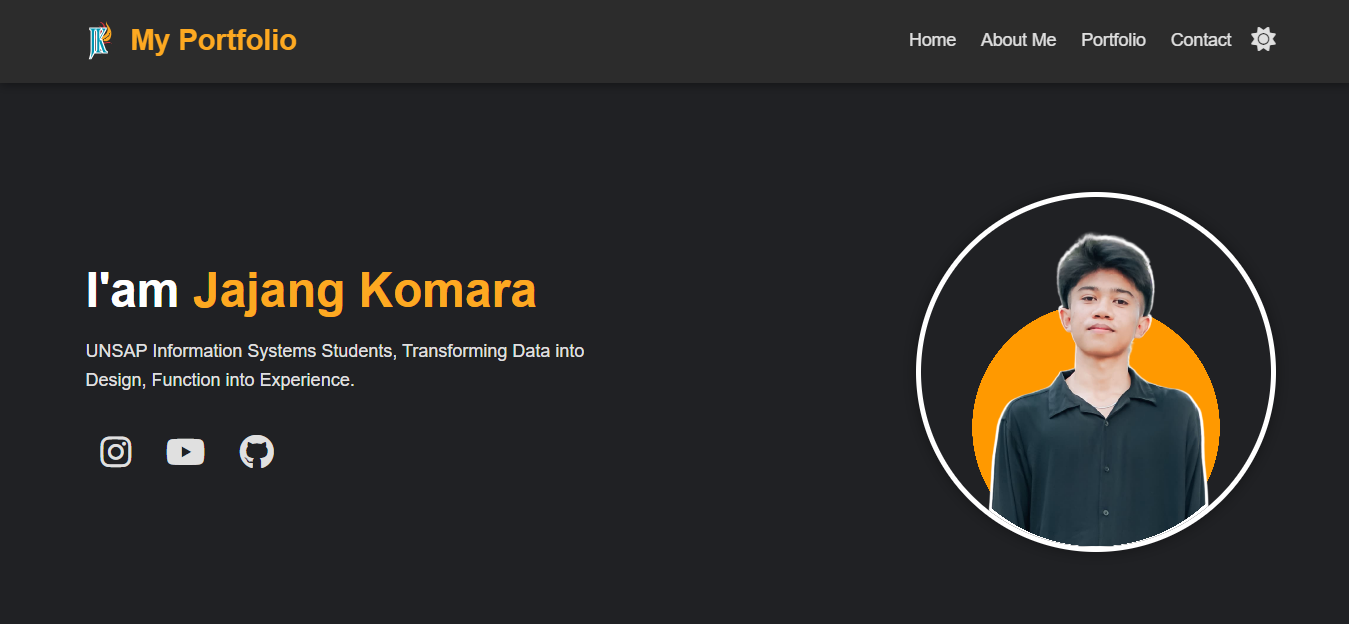 My Portfolio
Home About Me Portfolio Contact
I'am Jajang Komara
UNSAP Information Systems Students, Transforming Data into
Design, Function into Experience.